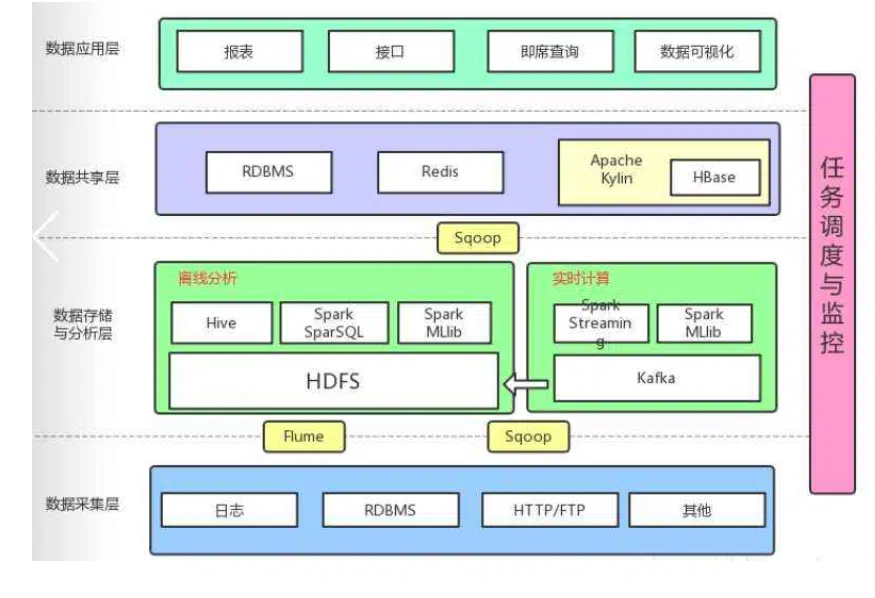 数据应用层
报表
接口
即席查询
数据可视化
数据共享层
RDBMS
Redis
Apache
Kylin
HBase
Sqoop
数据存储
与分析层
离线分析
Hive
Spark
SparSQL
Spark
MLlib
HDFS
实时计算
Spark
Streamin
g
Spark
MLlib
Kafka
Flume
Sqoop
数据采集层
日志
RDBMS
HTTP/FTP
其他
任务调度与监控